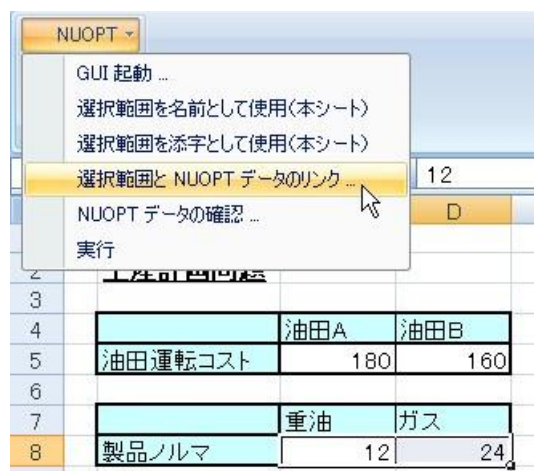 NUOPT
GUI 起動 ...
選択範囲を名前として使用(本シート)
選択範囲を添字として使用(本シート)
選択範囲と NUOPT データのリンク ...
12
NUOPT データの確認 ...
D
実行
2
3
4 油田A 油田B
5 油田運転コスト 180 160
6
7 重油 ガス
8 製品ノルマ 12 24